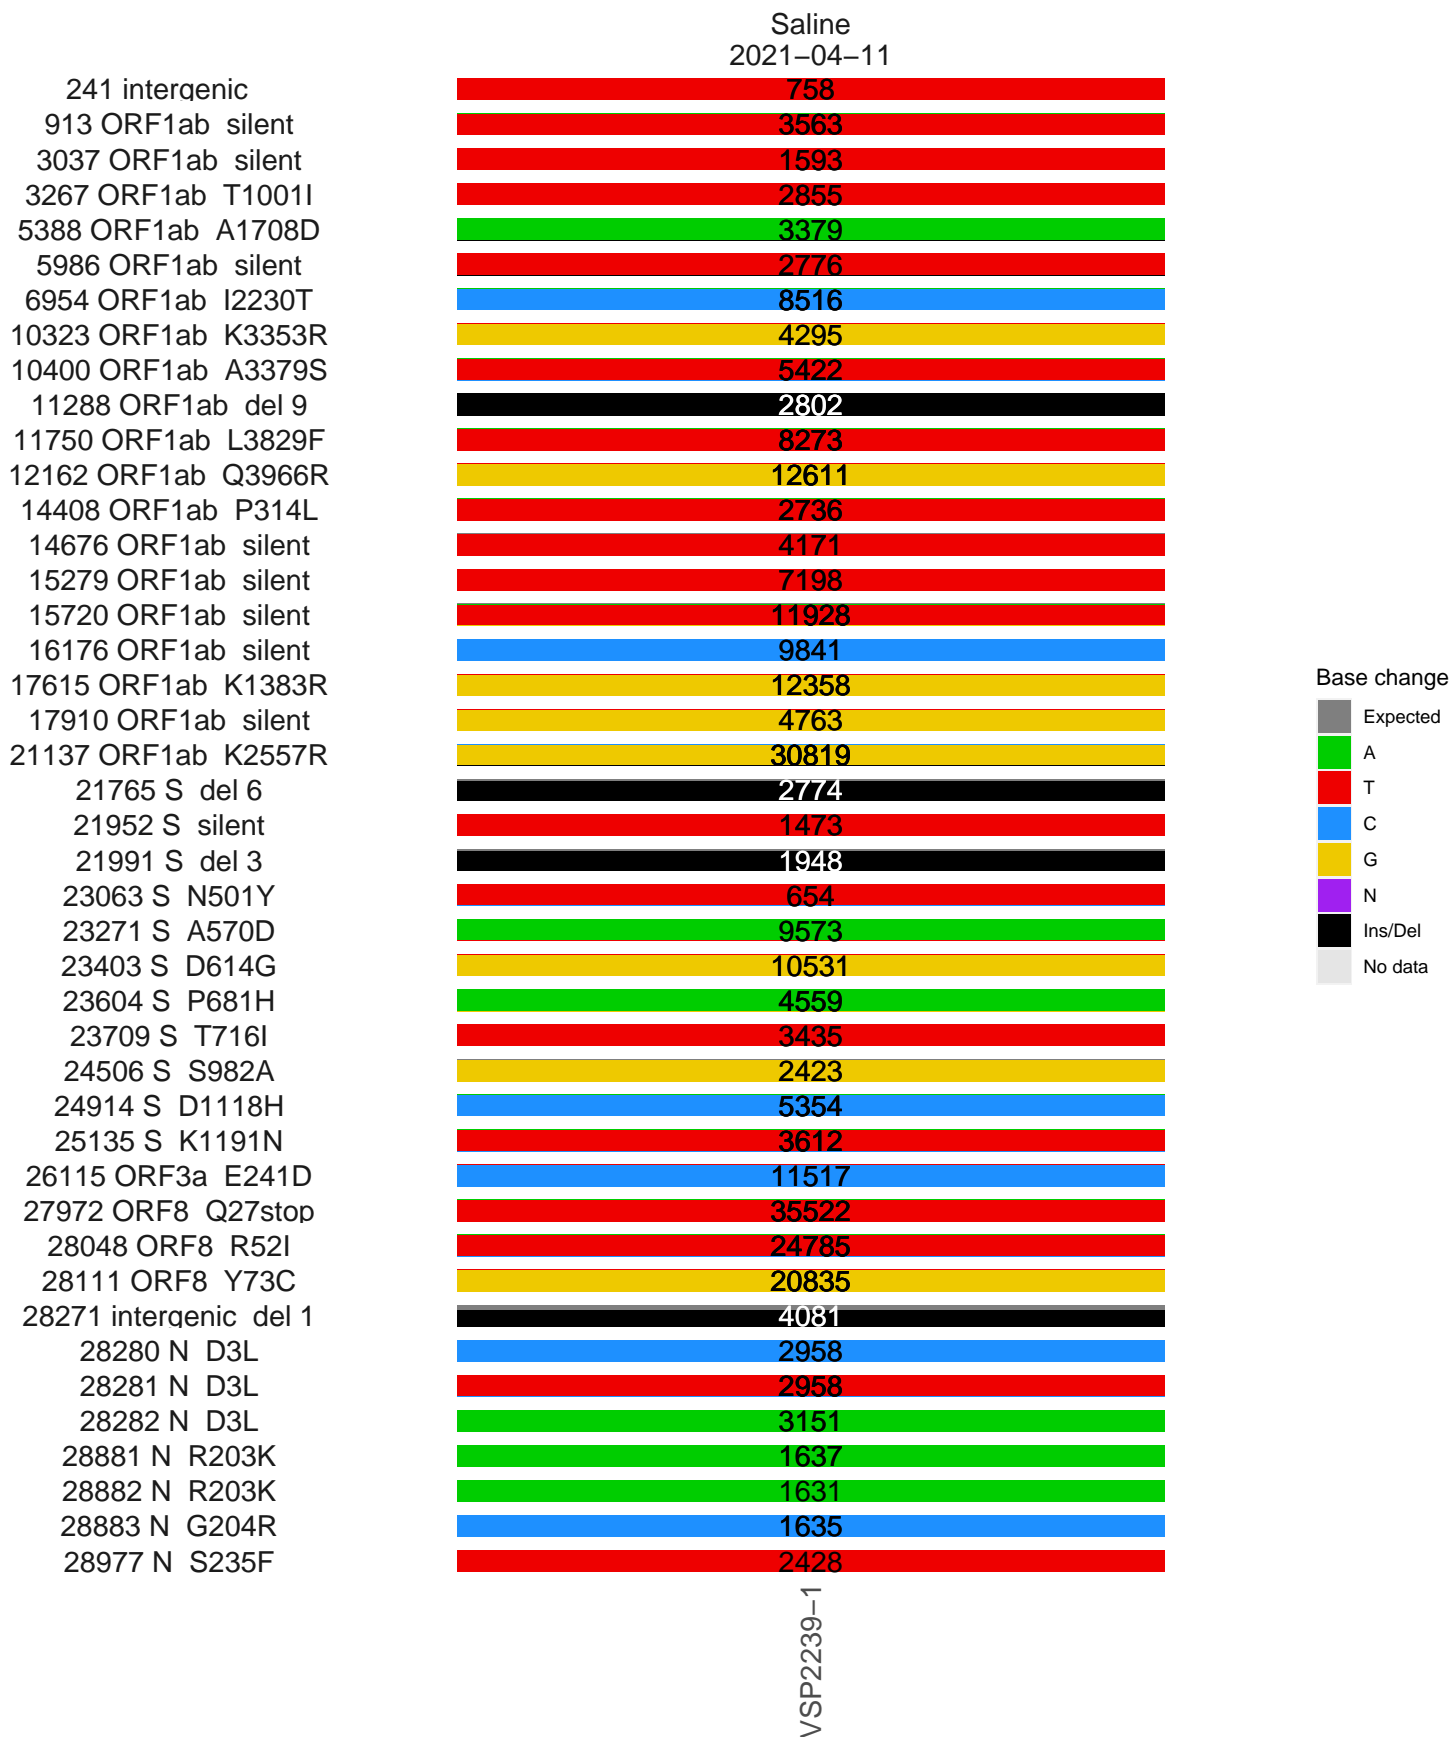 Saline
2021−04−11
241 intergenic 758
913 ORF1ab silent 3563
3037 ORF1ab silent 1593
3267 ORF1ab T1001I 2855
5388 ORF1ab A1708D 3379
5986 ORF1ab silent 2776
6954 ORF1ab I2230T 8516
10323 ORF1ab K3353R 4295
10400 ORF1ab A3379S 5422
11288 ORF1ab del 9 2802
11750 ORF1ab L3829F 8273
12162 ORF1ab Q3966R 12611
14408 ORF1ab P314L 2736
14676 ORF1ab silent 4171
15279 ORF1ab silent 7198
15720 ORF1ab silent 11928
16176 ORF1ab silent 9841
17615 ORF1ab K1383R 12358
17910 ORF1ab silent 4763
21137 ORF1ab K2557R 30819
21765 S del 6 2774
21952 S silent 1473
21991 S del 3 1948
23063 S N501Y 654
23271 S A570D 9573
23403 S D614G 10531
23604 S P681H 4559
23709 S T716I 3435
24506 S S982A 2423
24914 S D1118H 5354
25135 S K1191N 3612
26115 ORF3a E241D 11517
27972 ORF8 Q27stop 35522
28048 ORF8 R52I 24785
28111 ORF8 Y73C 20835
28271 intergenic del 1 4081
28280 N D3L 2958
28281 N D3L 2958
28282 N D3L 3151
28881 N R203K 1637
28882 N R203K 1631
28883 N G204R 1635
28977 N S235F 2428
VSP2239−1
Base change
Expected
A
T
C
G
N
Ins/Del
No data